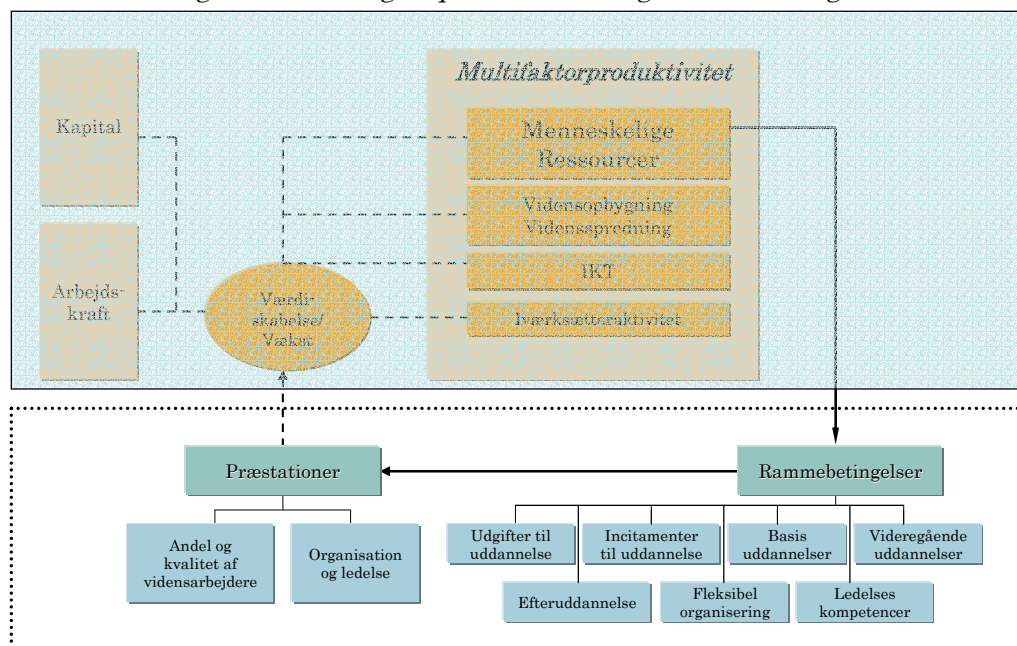 Kapital
Arbejds-
kraft
Værdi-
skabelse/
Vækst
Multifaktorproduktivitet
Menneskelige
Ressourcer
Vidensopbygning
Vidensspredning
IKT
Iværksætteraktivitet
Præstationer
Rammebetingelser
Andel og
kvalitet af
vidensarbejdere
Organisation
og ledelse
Udgifter til
uddannelse
Incitamenter
til uddannelse
Basis
uddannelser
Videregående
uddannelser
Efteruddannelse
Fleksibel
organisering
Ledelses
kompetencer